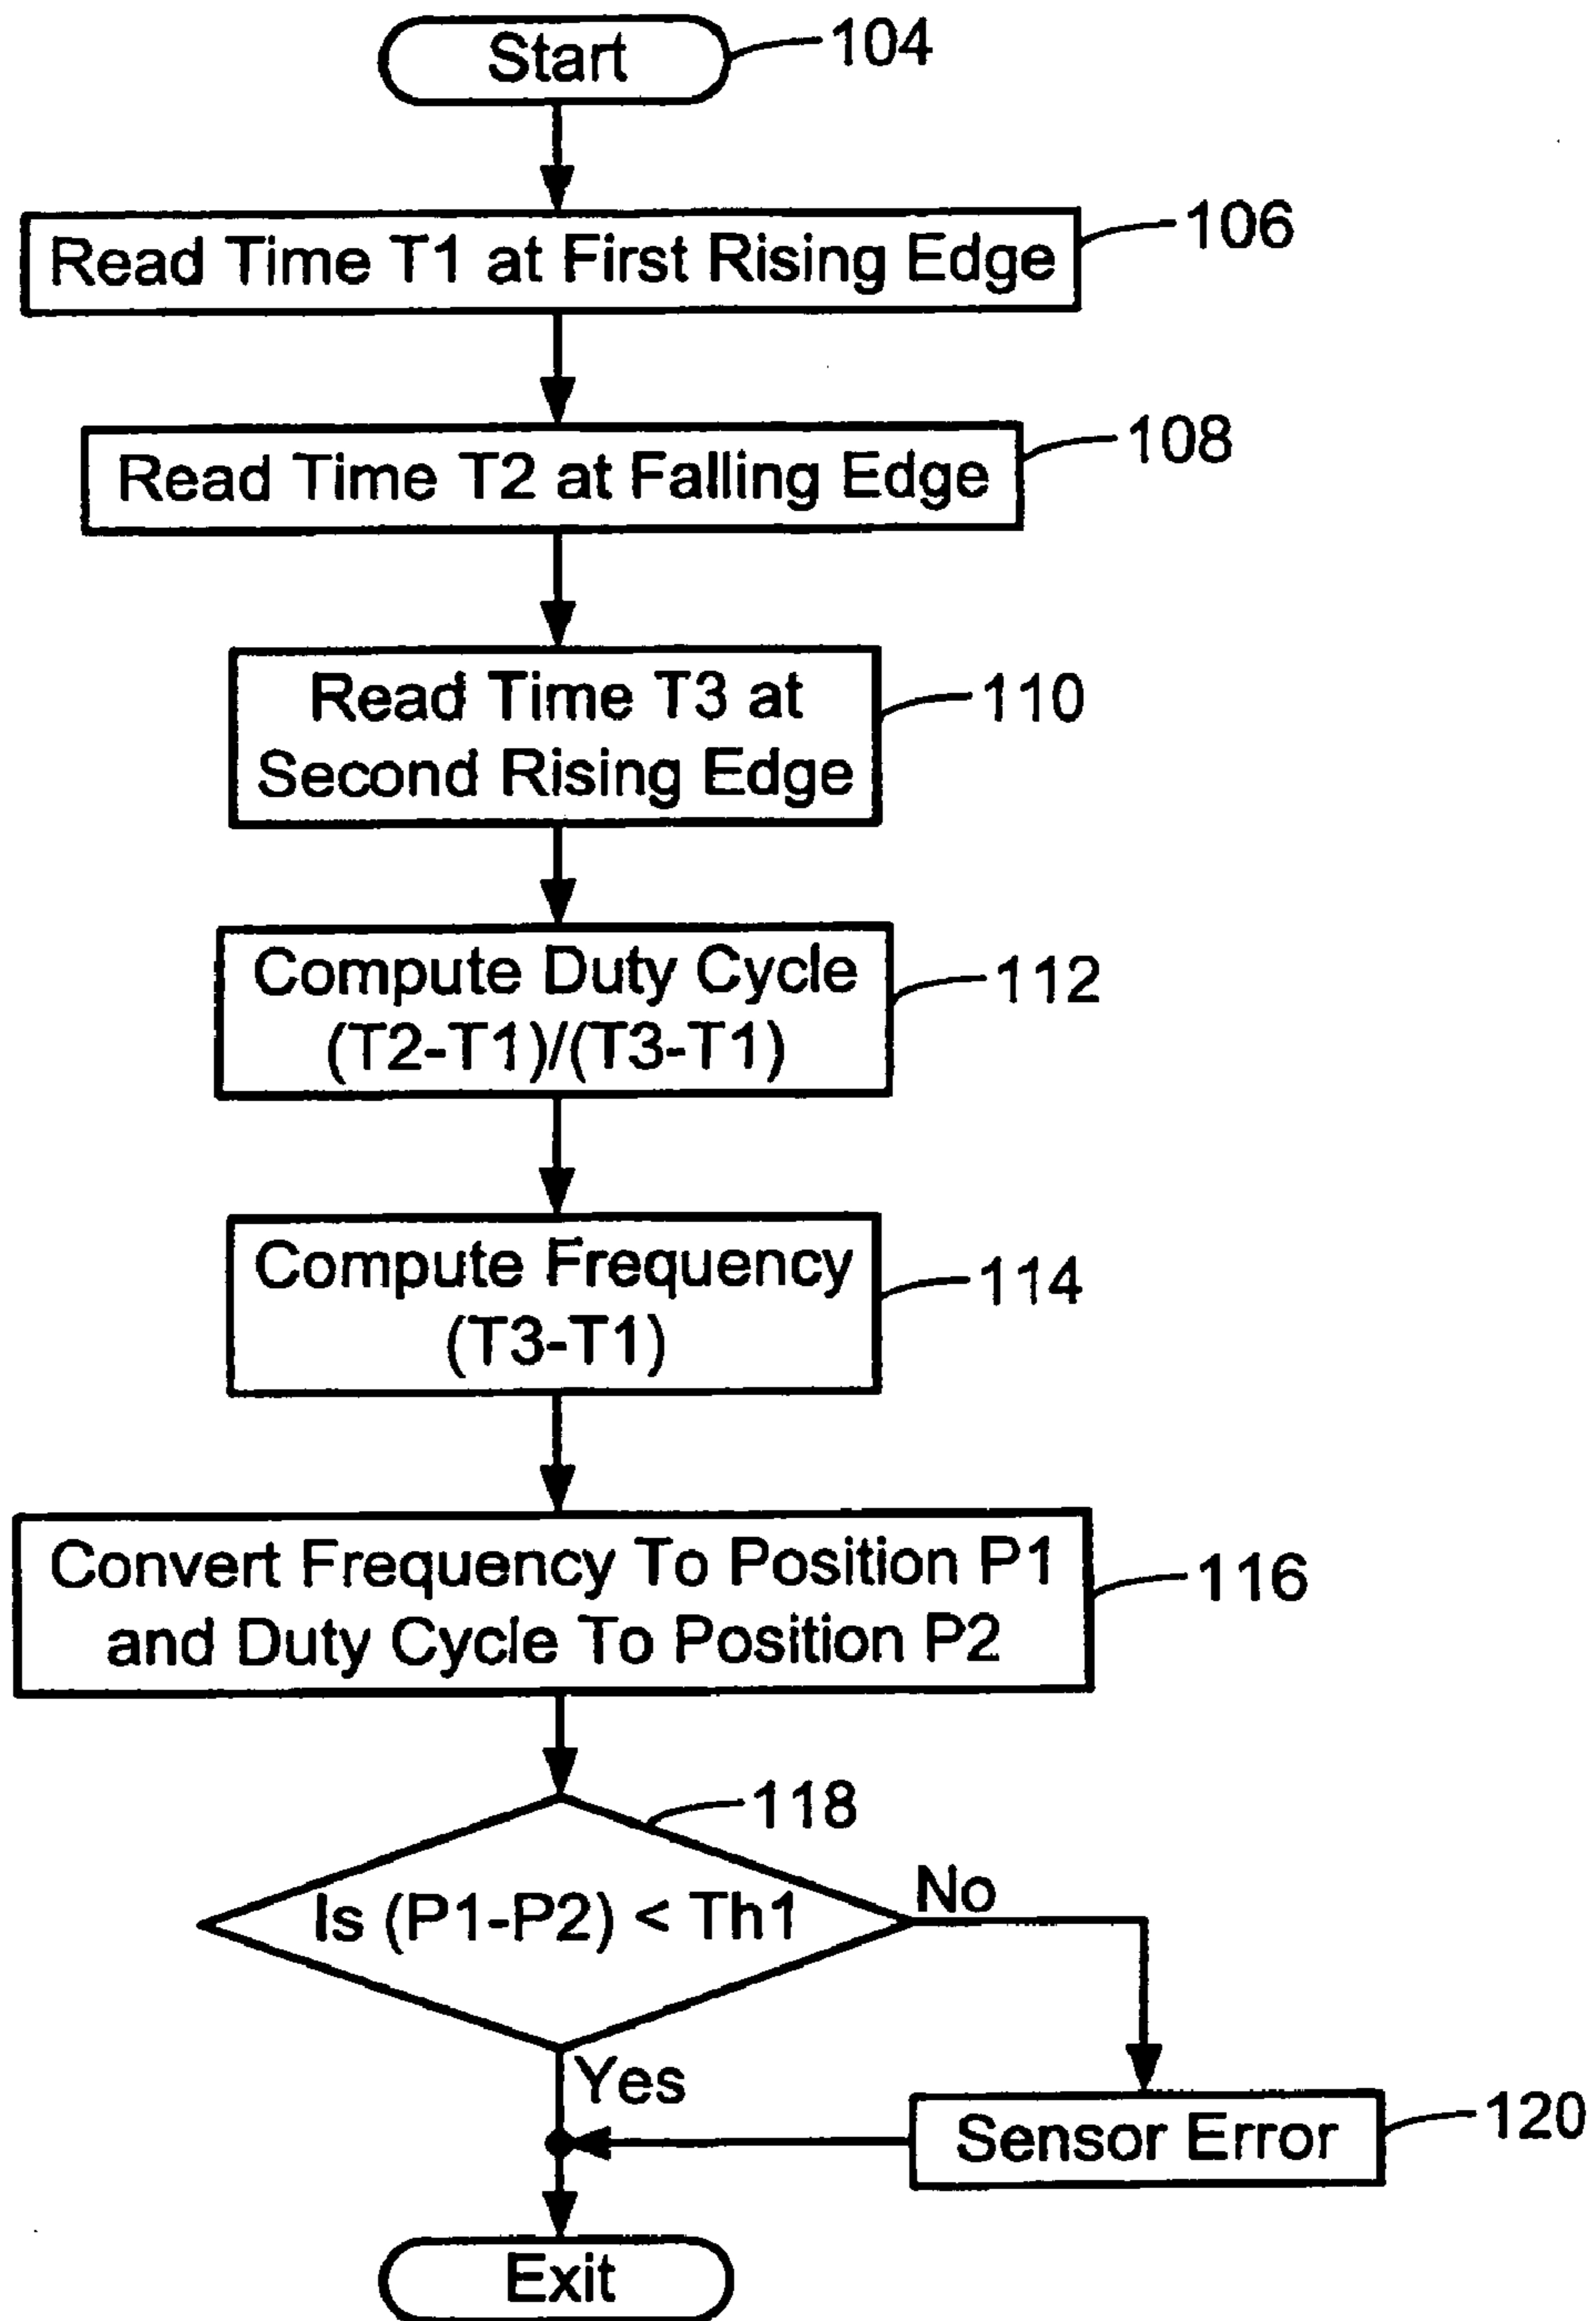 Start
104
Read Time T1 at First Rising Edge
106
Read Time T2 at Falling Edge
108
Read Time T3 at
Second Rising Edge
110
Compute Duty Cycle
(T2-T1)/(T3-T1)
112
Compute Frequency
(T3-T1)
114
Convert Frequency To Position P1
and Duty Cycle To Position P2
116
118
Is (P1-P2) < Th1
No
Yes
Sensor Error
120
Exit